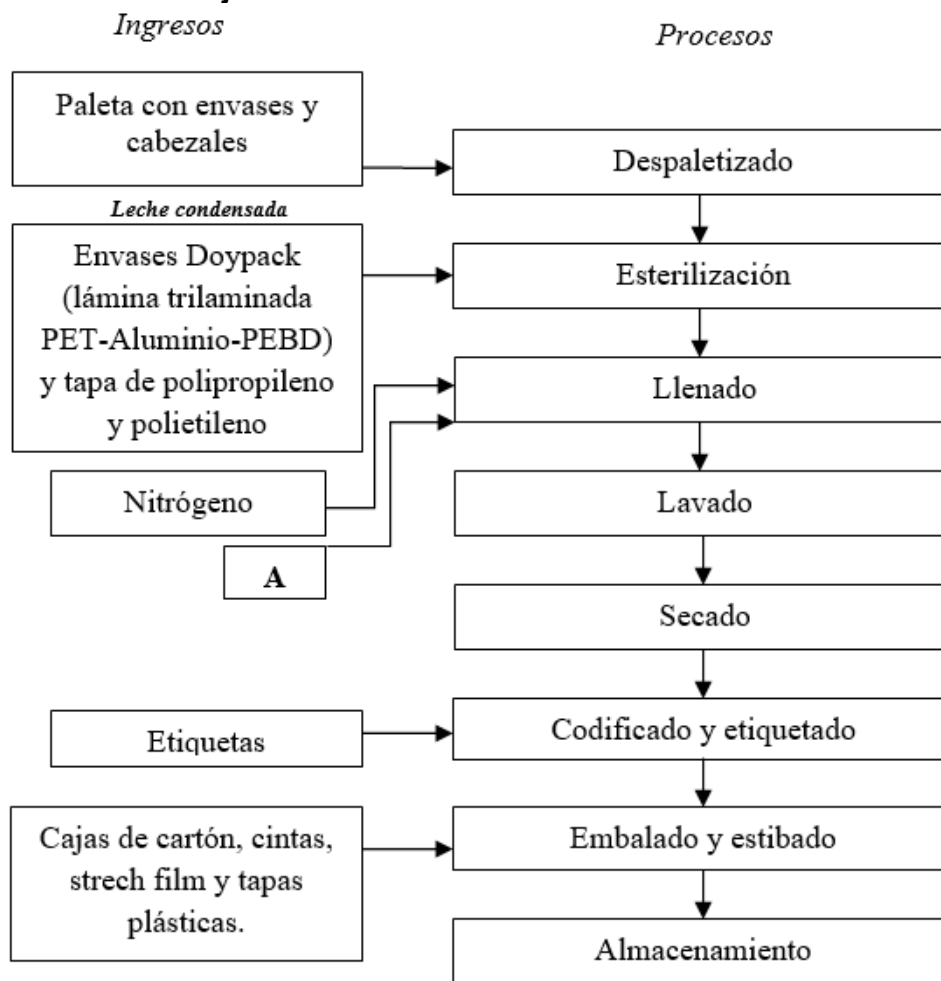 Ingresos
Procesos
Paleta con envases y
cabezales
Despaletizado
Leche condensada
Envases Doypack
(lámina trilaminada
PET-Aluminio-PEBD)
y tapa de polipropileno
y polietileno
Esterilización
Llenado
Nitrógeno
Lavado
A
Secado
Etiquetas
Codificado y etiquetado
Cajas de cartón, cintas,
strech film y tapas
plásticas.
Embalado y estibado
Almacenamiento